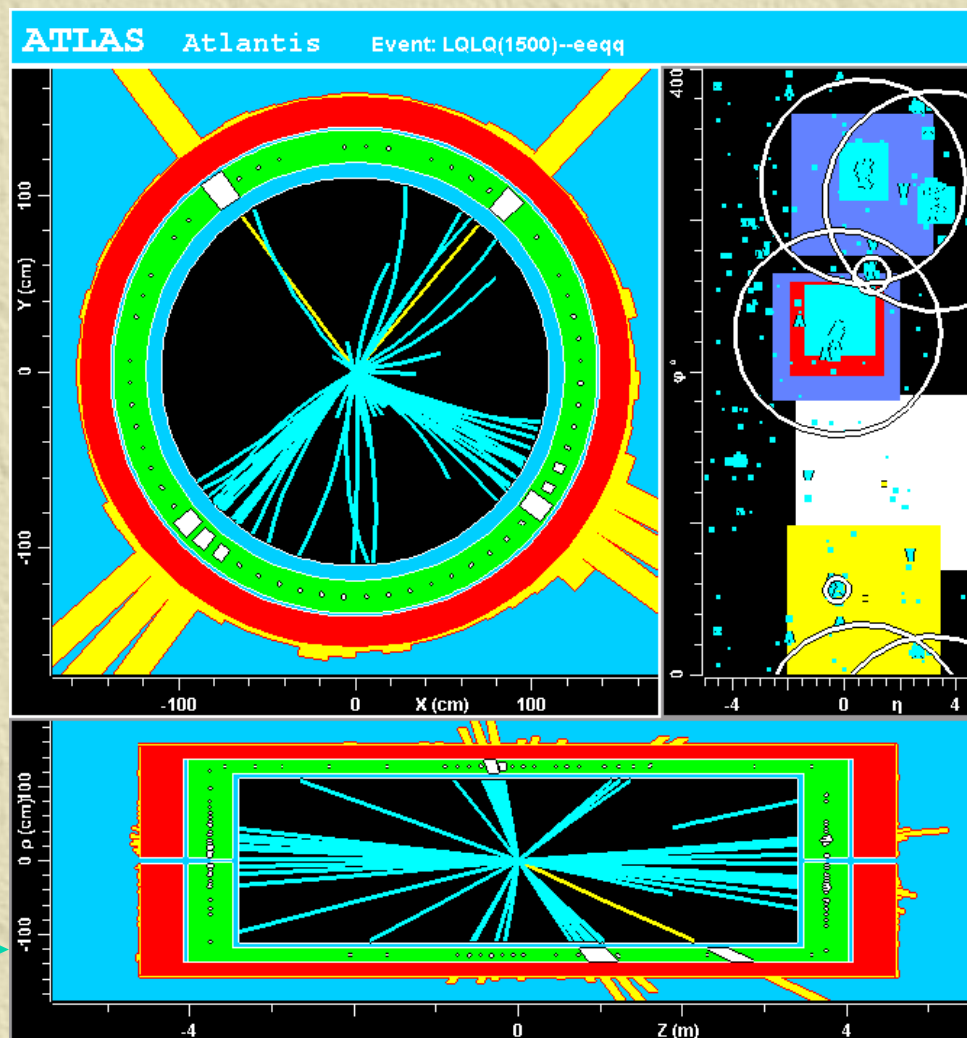 ATLAS Atlantis Event: LQLQ(1500)--eeqq
100
0
-100
Y (cm)
-100 0 X (cm) 100
400
φ°
0
-4 0 η 4
100
ρ (cm)
0
-100
-4 0 Z (m) 4